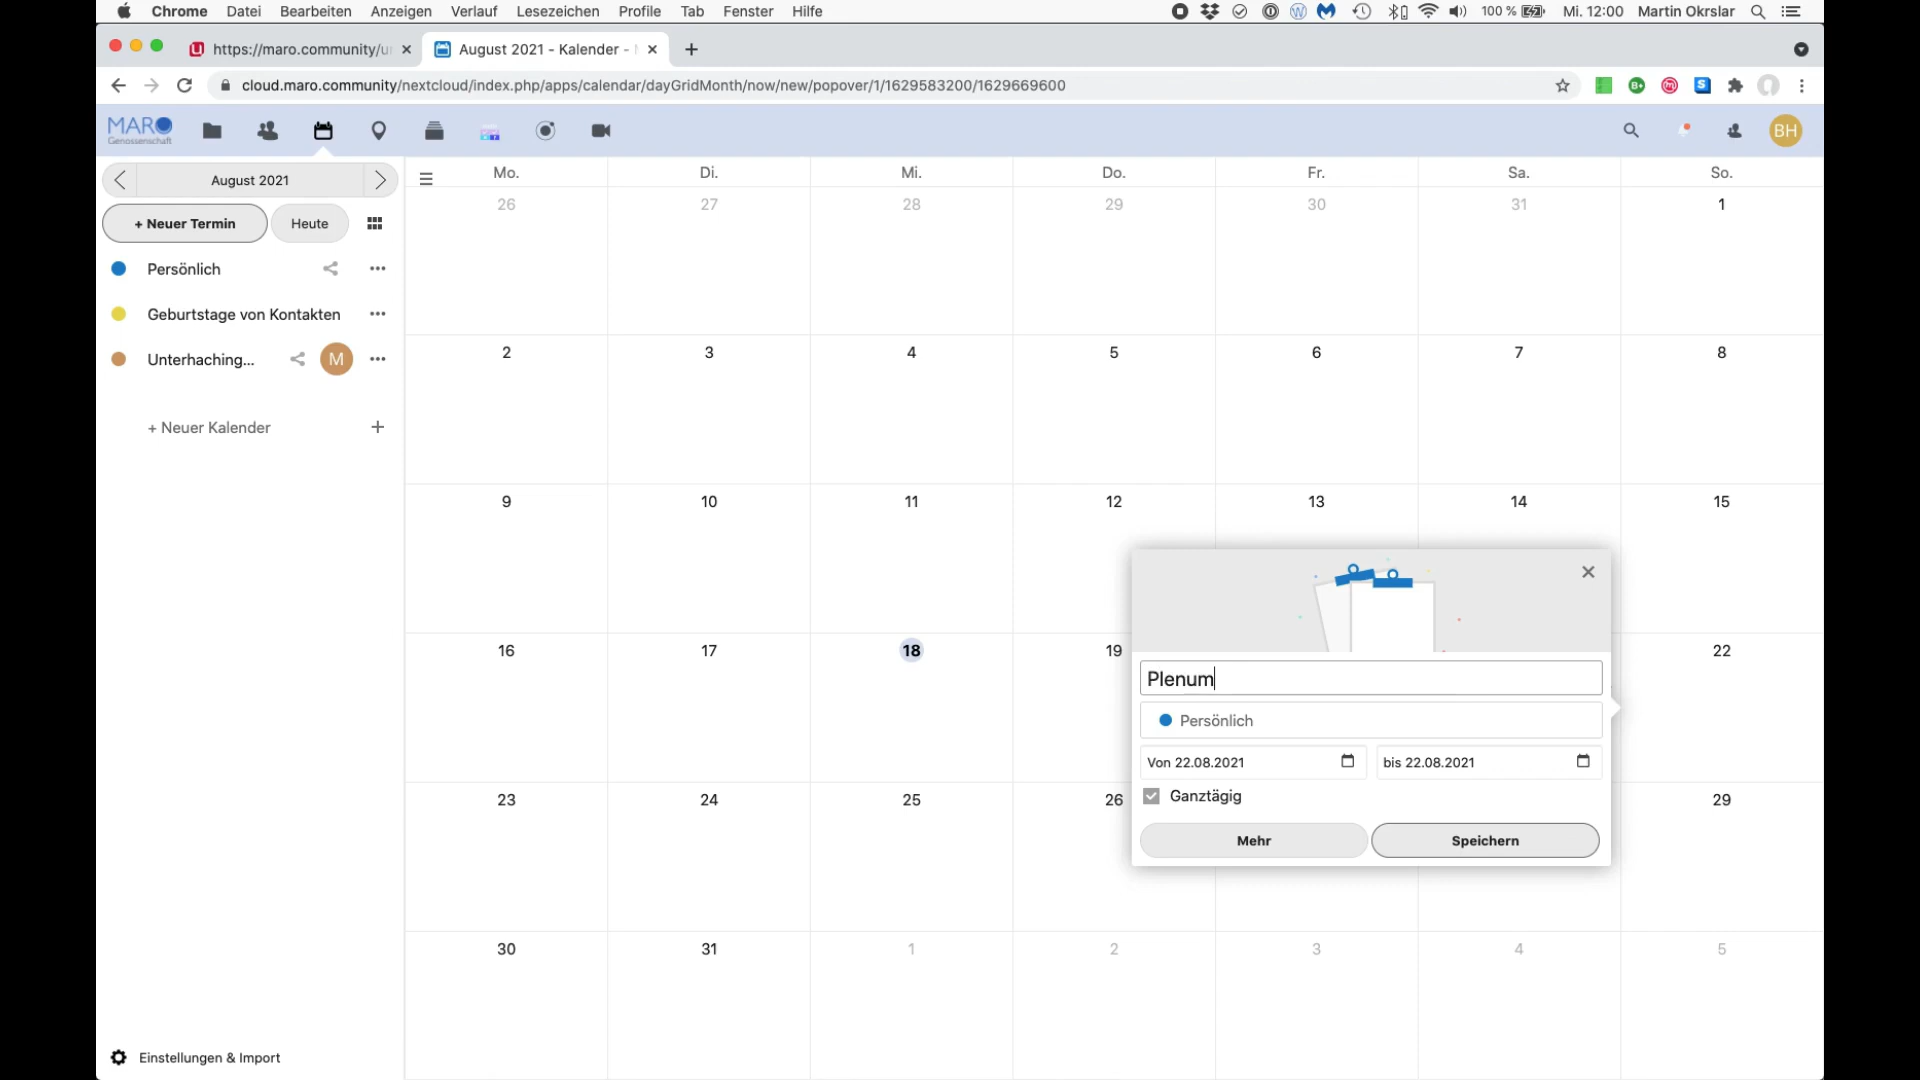 Chrome Datei Bearbeiten Anzeigen Verlauf Lesezeichen Profile Tab Fenster Hilfe 100 % Mi. 12:00 Martin Okrslar
https://maro.community/u August 2021 - Kalender -
cloud.maro.community/nextcloud/index.php/apps/calendar/dayGridMonth/now/new/popover/1/1629583200/1629669600
MARO
Genossenschaft
BH
August 2021
+ Neuer Termin Heute
Persönlich
Geburtstage von Kontakten
Unterhaching... M
+ Neuer Kalender
Einstellungen & Import
Mo. Di. Mi. Do. Fr. Sa. So.
26 27 28 29 30 31 1
2 3 4 5 6 7 8
9 10 11 12 13 14 15
16 17 18 19 22
23 24 25 26 29
30 31 1 2 3 4 5
Plenum
Persönlich
Von 22.08.2021 bis 22.08.2021
Ganztägig
Mehr Speichern